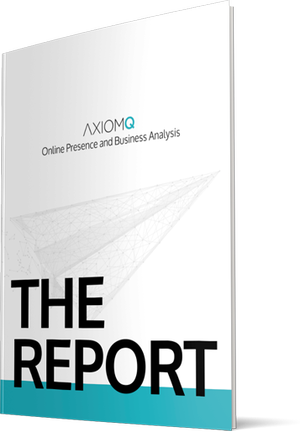 AXIOMQ
Online Presence and Business Analysis
THE
REPORT